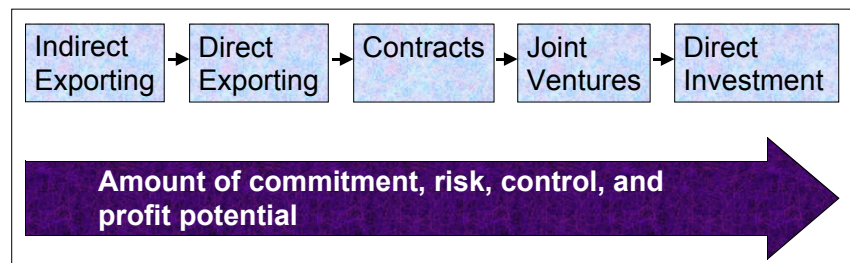 Indirect
Exporting
Direct
Exporting
Contracts
Joint
Ventures
Direct
Investment
Amount of commitment, risk, control, and
profit potential